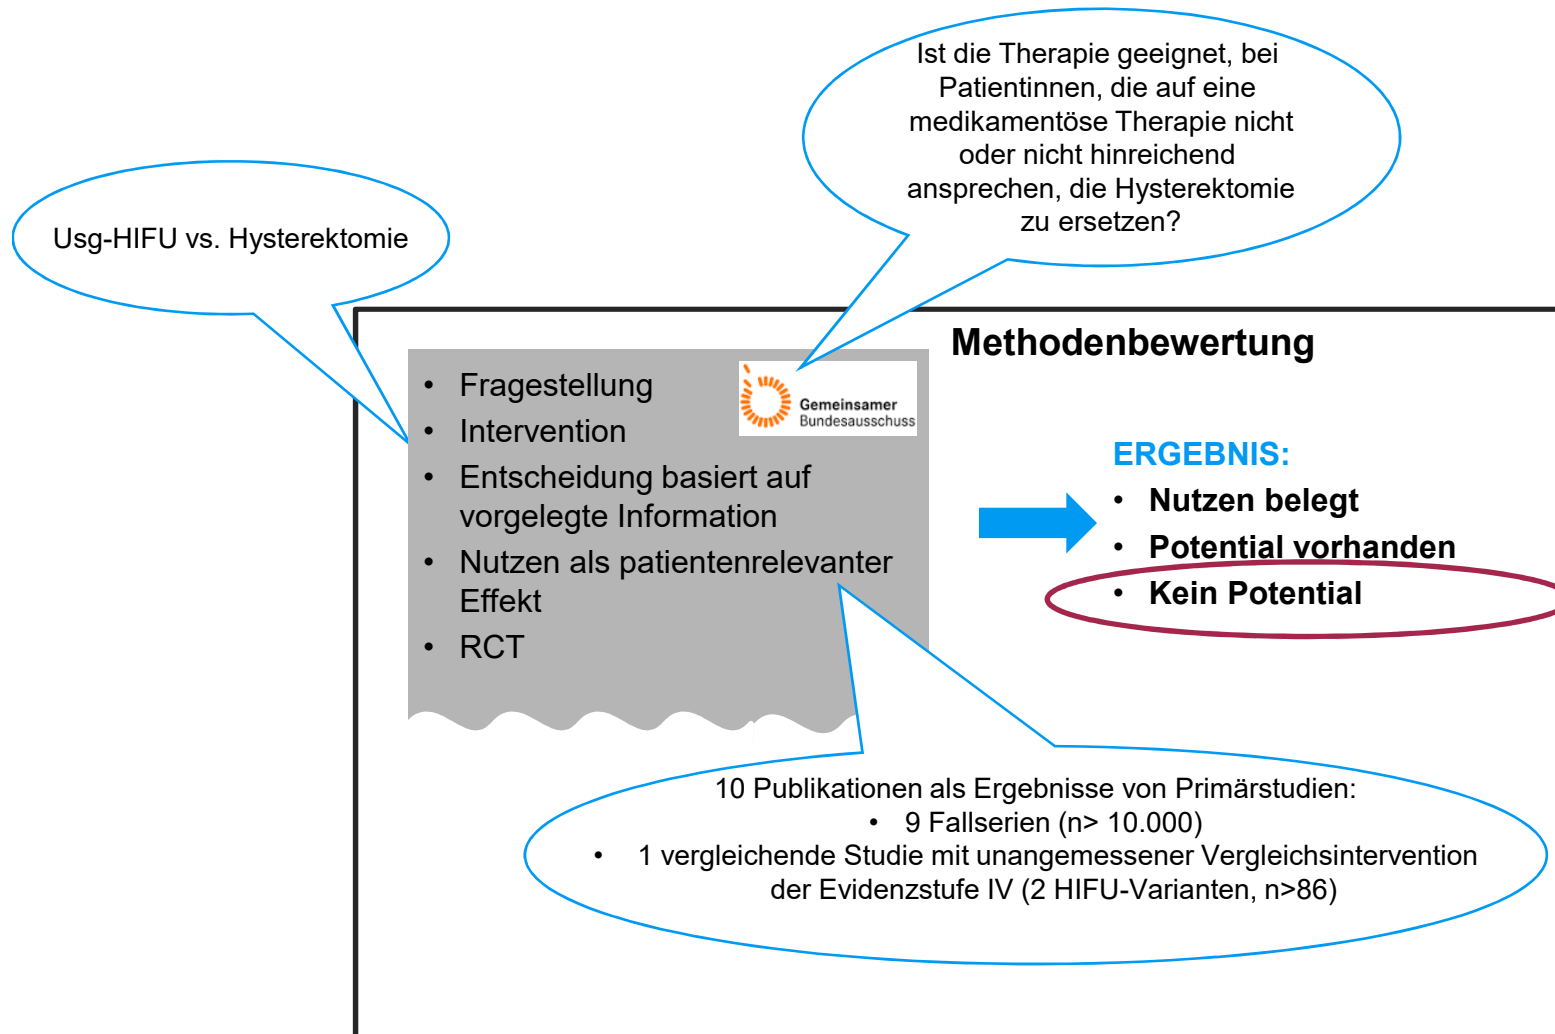 Ist die Therapie geeignet, bei
Patientinnen, die auf eine
medikamentöse Therapie nicht
oder nicht hinreichend
ansprechen, die Hysterektomie
zu ersetzen?
Usg-HIFU vs. Hysterektomie
Methodenbewertung
• Fragestellung
• Intervention
• Entscheidung basiert auf
vorgelegte Information
• Nutzen als patientenrelevanter
Effekt
• RCT
Gemeinsamer
Bundesausschuss
ERGEBNIS:
• Nutzen belegt
• Potential vorhanden
• Kein Potential
10 Publikationen als Ergebnisse von Primärstudien:
• 9 Fallserien (n> 10.000)
• 1 vergleichende Studie mit unangemessener Vergleichsintervention
der Evidenzstufe IV (2 HIFU-Varianten, n>86)